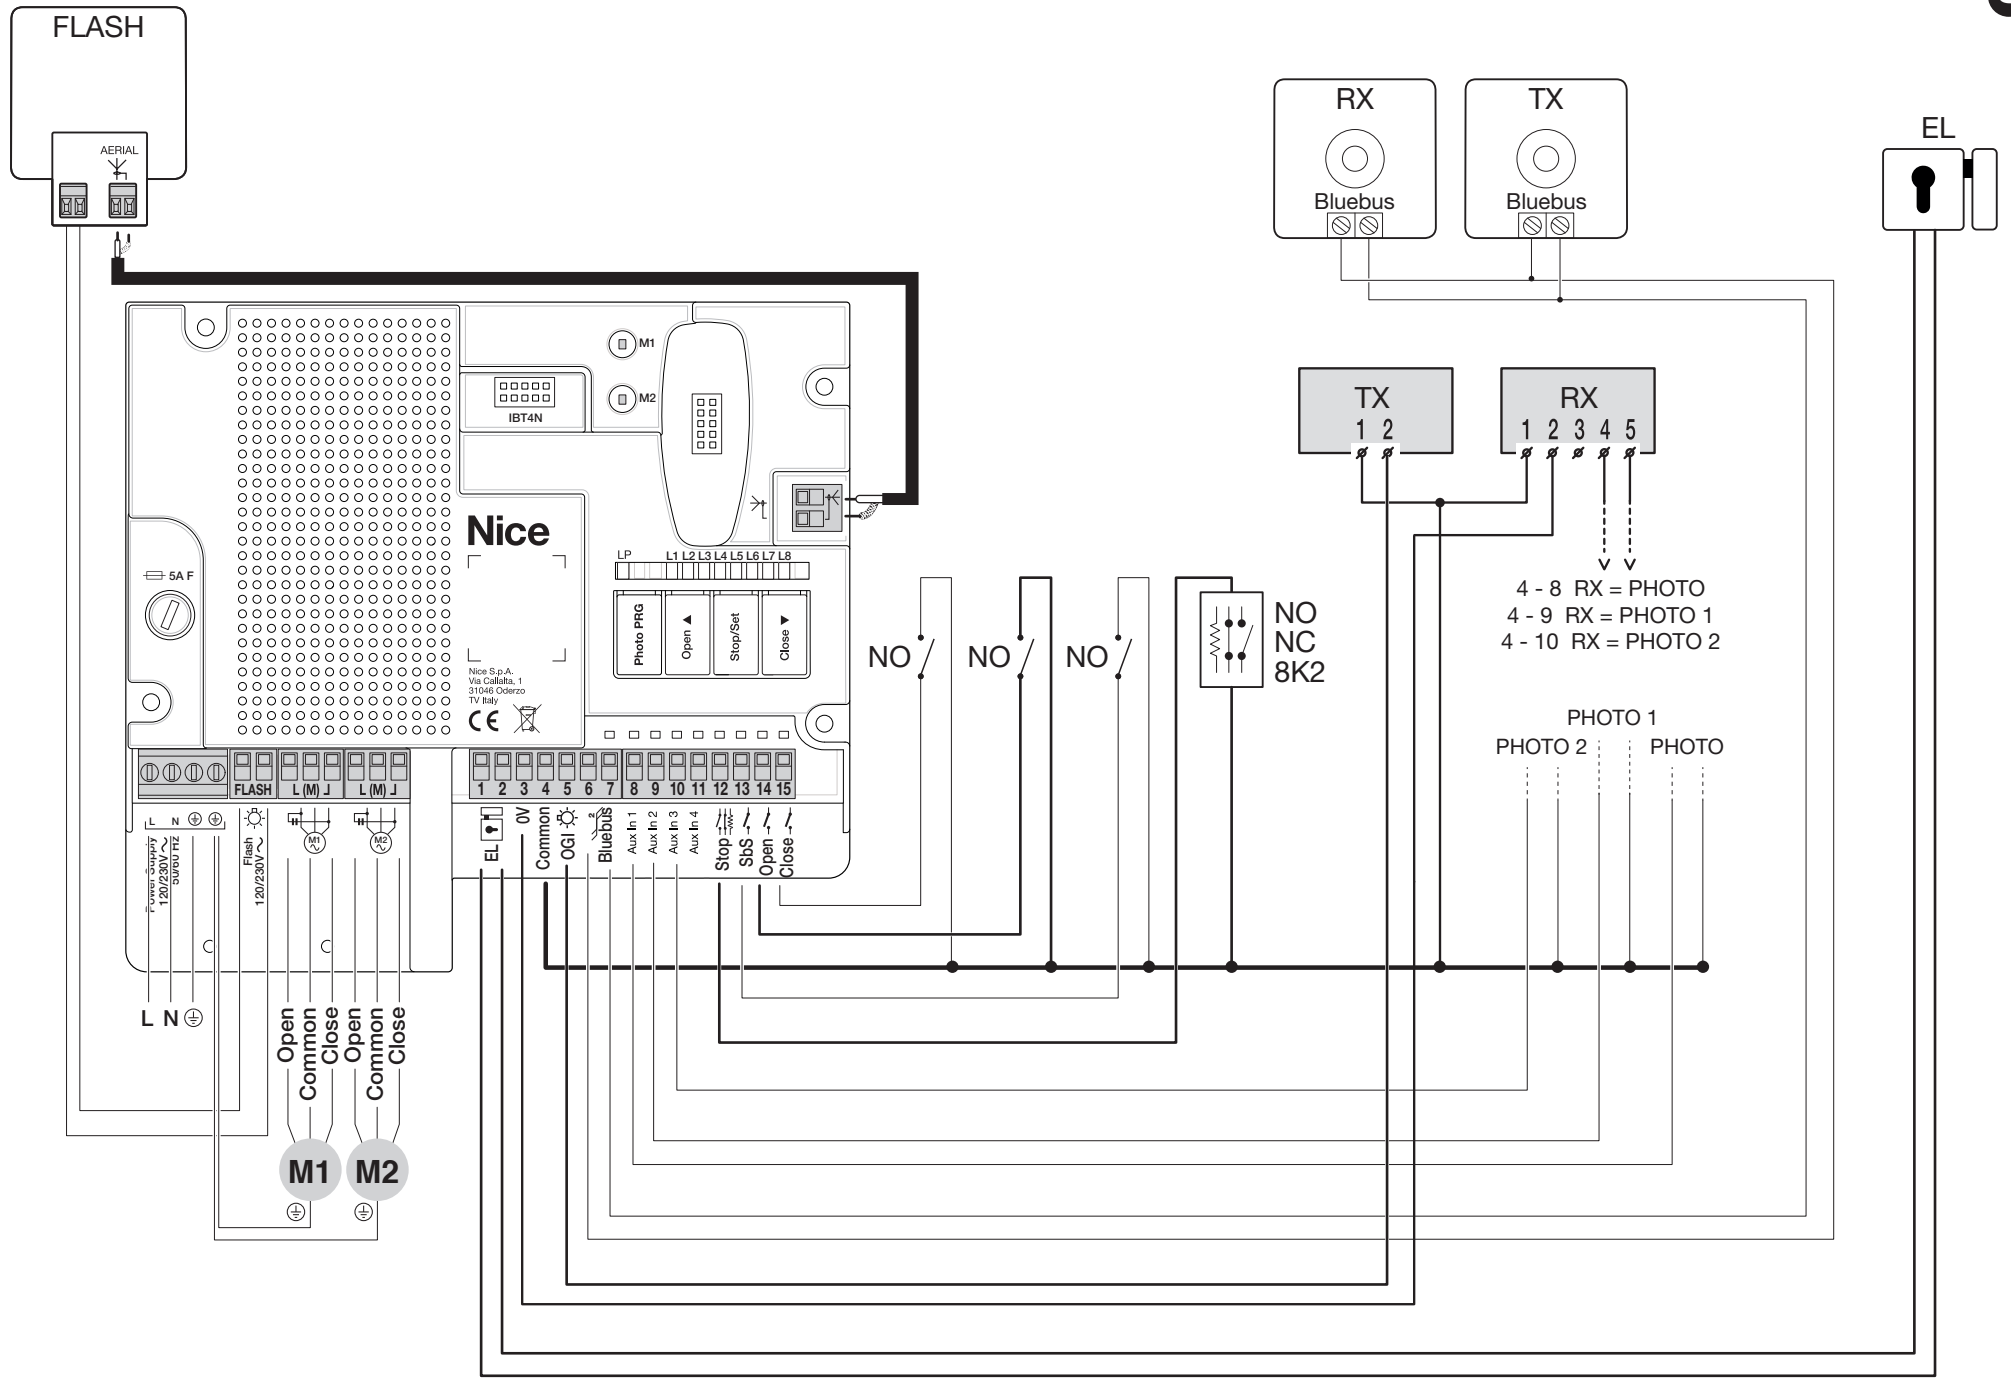 FLASH
AERIAL
RX
TX
Bluebus
Bluebus
EL
M1
M2
IBT4N
TX
1 2
RX
1 2 3 4 5
Nice
5A F
LP
L1 L2 L3 L4 L5 L6 L7 L8
Photo PRG
Open ▲
Stop/Set
Close ▼
Nice S.p.A.
Via Callalta, 1
31046 Oderzo
TV Italy
CE
NO
NO
NO
NO
NC
8K2
4 - 8 RX = PHOTO
4 - 9 RX = PHOTO 1
4 - 10 RX = PHOTO 2
PHOTO 1
PHOTO 2
PHOTO
FLASH
L (M)
L (M)
1 2 3 4 5 6 7 8 9 10 11 12 13 14 15
L N
Power Supply
120/230V
50/60 Hz
Flash
120/230V
M1
M2
EL
0V
Common
OGI
2
Bluebus
Aux In 1
Aux In 2
Aux In 3
Aux In 4
Stop
SbS
Open
Close
L N
Open
Common
Close
Open
Common
Close
M1
M2